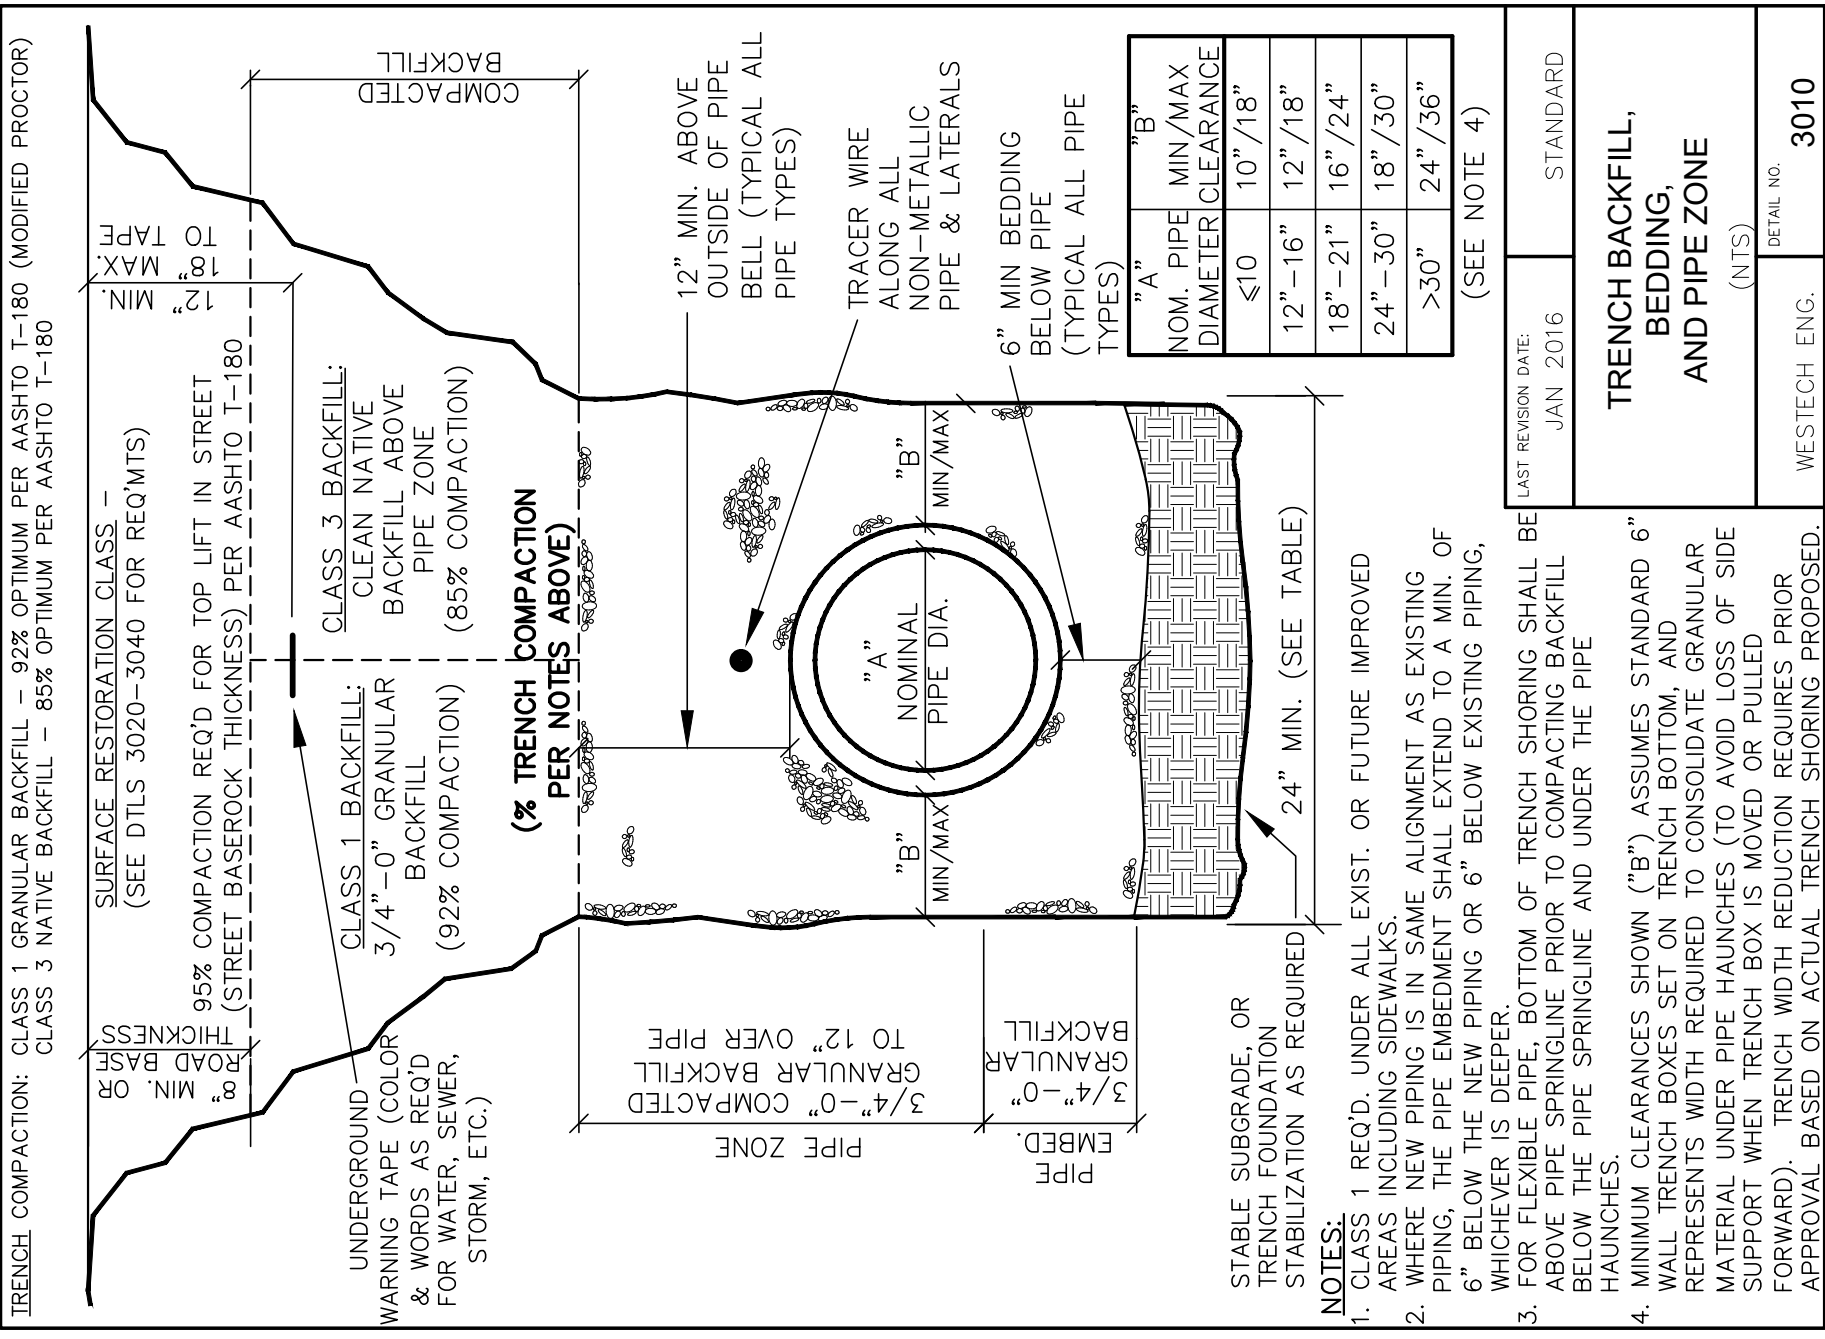 TRENCH COMPACTION: CLASS 1 GRANULAR BACKFILL – 92% OPTIMUM PER AASHTO T–180 (MODIFIED PROCTOR)
CLASS 3 NATIVE BACKFILL – 85% OPTIMUM PER AASHTO T–180
SURFACE RESTORATION CLASS –
(SEE DTLS 3020–3040 FOR REQ'MTS)
8" MIN. OR
ROAD BASE
THICKNESS
12" MIN.
18" MAX.
TO TAPE
95% COMPACTION REQ'D FOR TOP LIFT IN STREET
(STREET BASEROCK THICKNESS) PER AASHTO T–180
COMPACTED
BACKFILL
UNDERGROUND
WARNING TAPE (COLOR
& WORDS AS REQ'D
FOR WATER, SEWER,
STORM, ETC.)
CLASS 1 BACKFILL:
3/4"–0" GRANULAR
BACKFILL
(92% COMPACTION)
CLASS 3 BACKFILL:
CLEAN NATIVE
BACKFILL ABOVE
PIPE ZONE
(85% COMPACTION)
(% TRENCH COMPACTION
PER NOTES ABOVE)
PIPE ZONE
3/4"–0" COMPACTED
GRANULAR BACKFILL
TO 12" OVER PIPE
PIPE
EMBED.
3/4"–0"
GRANULAR
BACKFILL
12" MIN. ABOVE
OUTSIDE OF PIPE
BELL (TYPICAL ALL
PIPE TYPES)
TRACER WIRE
ALONG ALL
NON–METALLIC
PIPE & LATERALS
6" MIN BEDDING
BELOW PIPE
(TYPICAL ALL PIPE
TYPES)
"B"
MIN/MAX
"A"
NOMINAL
PIPE DIA.
"B"
MIN/MAX
STABLE SUBGRADE, OR
TRENCH FOUNDATION
STABILIZATION AS REQUIRED
24" MIN. (SEE TABLE)
"A" "B"
NOM. PIPE MIN/MAX
DIAMETER CLEARANCE
≤10 10"/18"
12"–16" 12"/18"
18"–21" 16"/24"
24"–30" 18"/30"
>30" 24"/36"
(SEE NOTE 4)
NOTES:
1. CLASS 1 REQ'D. UNDER ALL EXIST. OR FUTURE IMPROVED
AREAS INCLUDING SIDEWALKS.
2. WHERE NEW PIPING IS IN SAME ALIGNMENT AS EXISTING
PIPING, THE PIPE EMBEDMENT SHALL EXTEND TO A MIN. OF
6" BELOW THE NEW PIPING OR 6" BELOW EXISTING PIPING,
WHICHEVER IS DEEPER.
3. FOR FLEXIBLE PIPE, BOTTOM OF TRENCH SHORING SHALL BE
ABOVE PIPE SPRINGLINE PRIOR TO COMPACTING BACKFILL
BELOW THE PIPE SPRINGLINE AND UNDER THE PIPE
HAUNCHES.
4. MINIMUM CLEARANCES SHOWN ("B") ASSUMES STANDARD 6"
WALL TRENCH BOXES SET ON TRENCH BOTTOM, AND
REPRESENTS WIDTH REQUIRED TO CONSOLIDATE GRANULAR
MATERIAL UNDER PIPE HAUNCHES (TO AVOID LOSS OF SIDE
SUPPORT WHEN TRENCH BOX IS MOVED OR PULLED
FORWARD). TRENCH WIDTH REDUCTION REQUIRES PRIOR
APPROVAL BASED ON ACTUAL TRENCH SHORING PROPOSED.
LAST REVISION DATE:
JAN 2016
STANDARD
TRENCH BACKFILL,
BEDDING,
AND PIPE ZONE
(NTS)
WESTECH ENG.
DETAIL NO.
3010